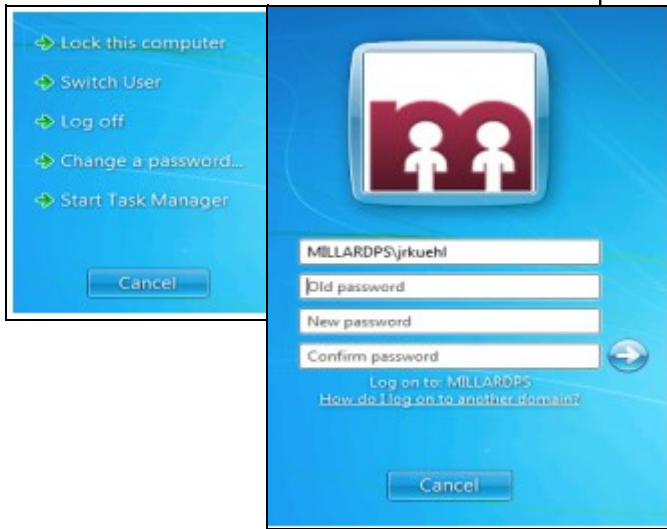 Lock this computer
Switch User
Log off
Change a password...
Start Task Manager
Cancel
m
MILLARDPS\jrkuehl
Old password
New password
Confirm password
Log on to: MILLARDPS
How do I log on to another domain?
Cancel